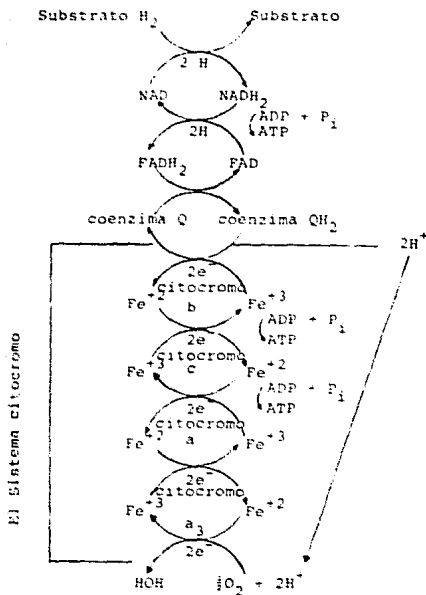 Substrato H₂ Substrato
2 H
NAD NADH₂
2H ADP + Pᵢ
ATP
FADH₂ FAD
coenzima Q coenzima QH₂
2H⁺
2e⁻
citocromo
Fe⁺² b Fe⁺³
ADP + Pᵢ
2e⁻ ATP
citocromo
Fe⁺³ c Fe⁺²
ADP + Pᵢ
2e⁻ ATP
citocromo
Fe⁺² a Fe⁺³
2e⁻
citocromo
Fe⁺³ Fe⁺²
a₃
2e⁻
HOH ½O₂ + 2H⁺
El Sistema citocromo